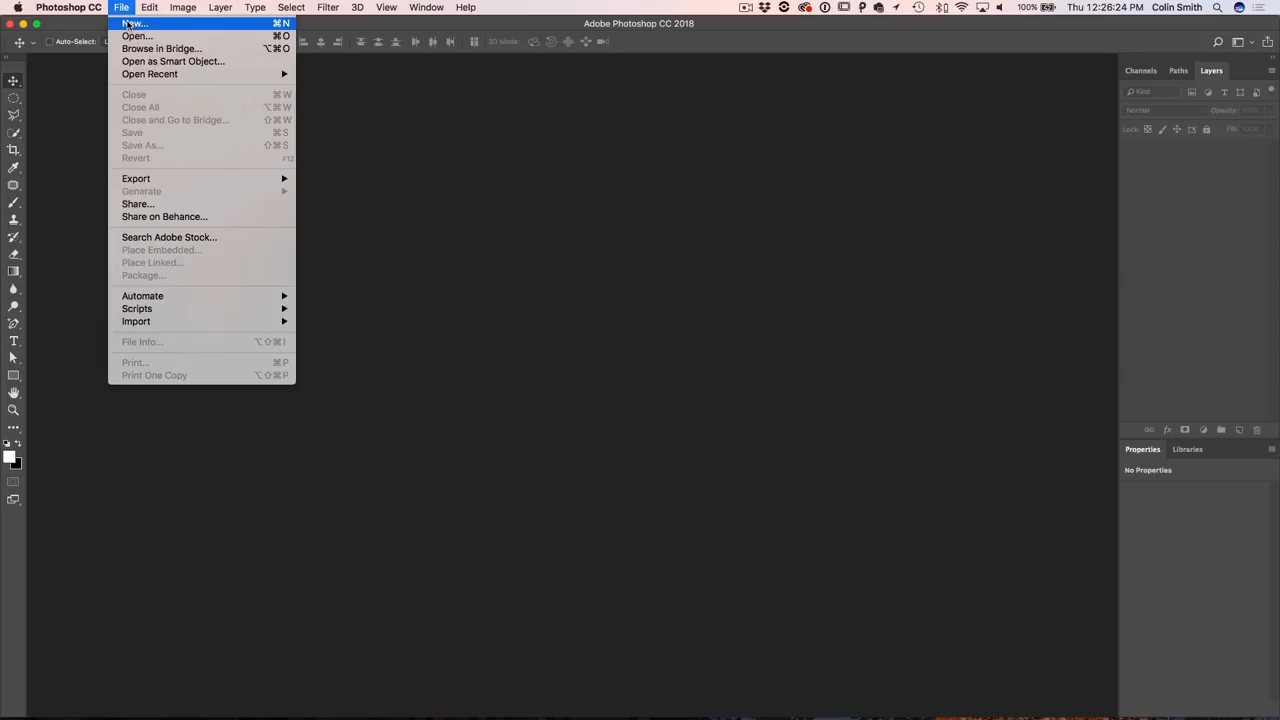 Photoshop CC File Edit Image Layer Type Select Filter 3D View Window Help 100% Thu 12:26:24 PM Colin Smith
Adobe Photoshop CC 2018
Auto-Select: 3D Mode:
New... ⌘N
Open... ⌘O
Browse in Bridge... ⌥⌘O
Open as Smart Object...
Open Recent
Close ⌘W
Close All ⌥⌘W
Close and Go to Bridge... ⇧⌘W
Save ⌘S
Save As... ⇧⌘S
Revert F12
Export
Generate
Share...
Share on Behance...
Search Adobe Stock...
Place Embedded...
Place Linked...
Package...
Automate
Scripts
Import
File Info... ⌥⇧⌘I
Print... ⌘P
Print One Copy ⌥⇧⌘P
Channels Paths Layers
Kind
Normal Opacity: 100%
Lock: Fill: 100%
Properties Libraries
No Properties